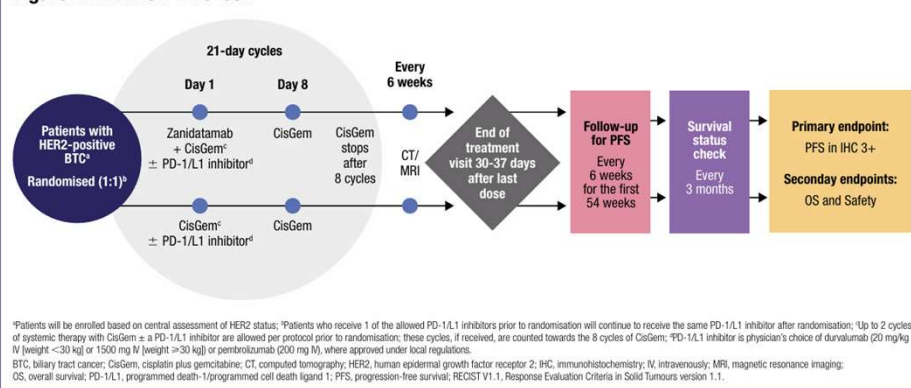 21-day cycles
Day 1
Day 8
Every
6 weeks
Patients with
HER2-positive
BTCᵃ
Randomised (1:1)ᵇ
Zanidatamab
+ CisGemᶜ
± PD-1/L1 inhibitorᵈ
CisGem
CisGem
stops
after
8 cycles
CT/
MRI
CisGemᶜ
± PD-1/L1 inhibitorᵈ
CisGem
End of
treatment
visit 30-37 days
after last
dose
Follow-up
for PFS
Every
6 weeks
for the first
54 weeks
Survival
status
check
Every
3 months
Primary endpoint:
PFS in IHC 3+
Seconday endpoints:
OS and Safety
ᵃPatients will be enrolled based on central assessment of HER2 status; ᵇPatients who receive 1 of the allowed PD-1/L1 inhibitors prior to randomisation will continue to receive the same PD-1/L1 inhibitor after randomisation; ᶜUp to 2 cycles
of systemic therapy with CisGem ± a PD-1/L1 inhibitor are allowed per protocol prior to randomisation; these cycles, if received, are counted towards the 8 cycles of CisGem; ᵈPD-1/L1 inhibitor is physician's choice of durvalumab (20 mg/kg
IV [weight <30 kg] or 1500 mg IV [weight ≥30 kg]) or pembrolizumab (200 mg IV), where approved under local regulations.
BTC, biliary tract cancer; CisGem, cisplatin plus gemcitabine; CT, computed tomography; HER2, human epidermal growth factor receptor 2; IHC, immunohistochemistry; IV, intravenously; MRI, magnetic resonance imaging;
OS, overall survival; PD-1/L1, programmed death-1/programmed cell death ligand 1; PFS, progression-free survival; RECIST V1.1, Response Evaluation Criteria in Solid Tumours version 1.1.